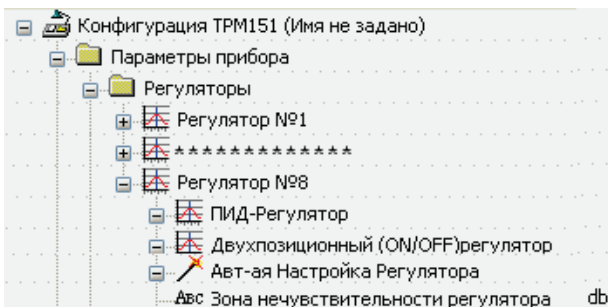 Конфигурация ТРМ151 (Имя не задано)
Параметры прибора
Регуляторы
Регулятор №1
* * * * * * * * * * * * *
Регулятор №8
ПИД-Регулятор
Двухпозиционный (ON/OFF)регулятор
Авт-ая Настройка Регулятора
Авс Зона нечувствительности регулятора db